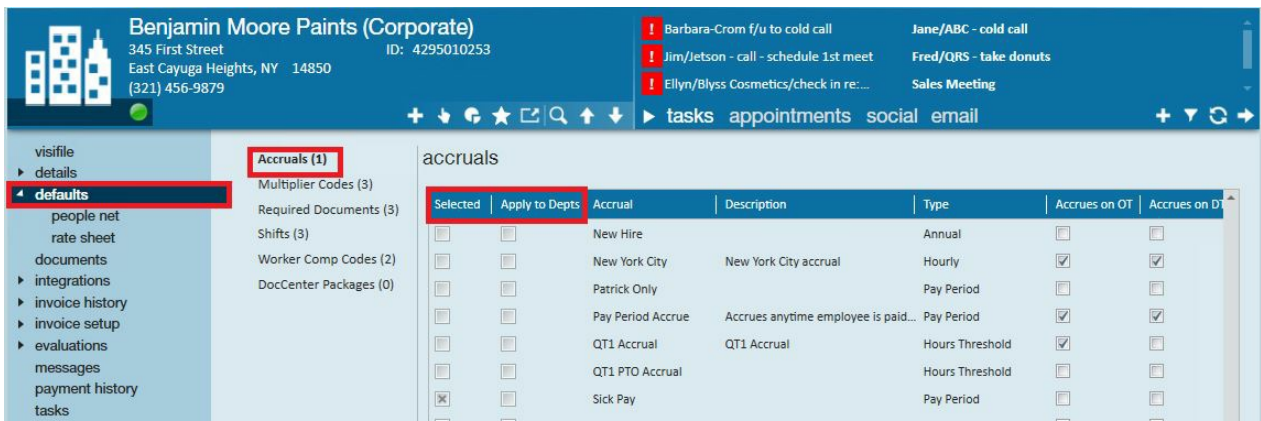 Benjamin Moore Paints (Corporate)
345 First Street ID: 4295010253
East Cayuga Heights, NY 14850
(321) 456-9879
! Barbara-Crom f/u to cold call Jane/ABC - cold call
! Jim/Jetson - call - schedule 1st meet Fred/QRS - take donuts
! Ellyn/Blyss Cosmetics/check in re:... Sales Meeting
tasks appointments social email
visifile
details
defaults
people net
rate sheet
documents
integrations
invoice history
invoice setup
evaluations
messages
payment history
tasks
Accruals (1)
Multiplier Codes (3)
Required Documents (3)
Shifts (3)
Worker Comp Codes (2)
DocCenter Packages (0)
accruals
Selected Apply to Depts Accrual Description Type Accrues on OT Accrues on DT
New Hire Annual
New York City New York City accrual Hourly
Patrick Only Pay Period
Pay Period Accrue Accrues anytime employee is paid... Pay Period
QT1 Accrual QT1 Accrual Hours Threshold
QT1 PTO Accrual Hours Threshold
Sick Pay Pay Period